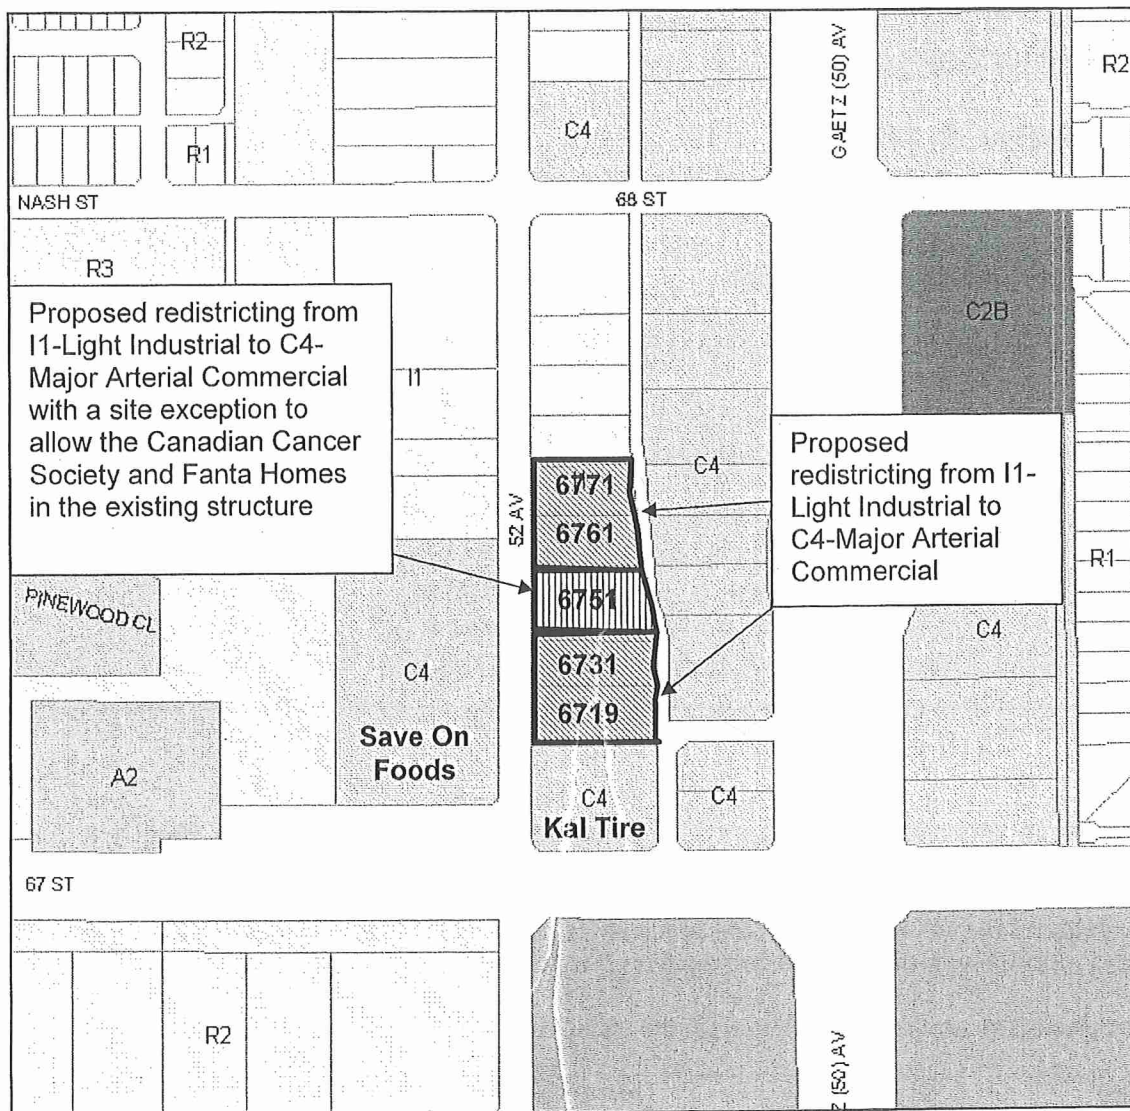 R2
R2
C4
GAETZ (50) AV
R1
NASH ST
68 ST
R3
Proposed redistricting from
I1-Light Industrial to C4-
Major Arterial Commercial
with a site exception to
allow the Canadian Cancer
Society and Fanta Homes
in the existing structure
C2B
I1
Proposed
redistricting from I1-
Light Industrial to
C4-Major Arterial
Commercial
C4
6771
52 AV
6761
R1
6751
PINEWOOD CL
C4
6731
C4
6719
Save On
Foods
A2
C4
C4
Kal Tire
67 ST
R2
Z (50) AV